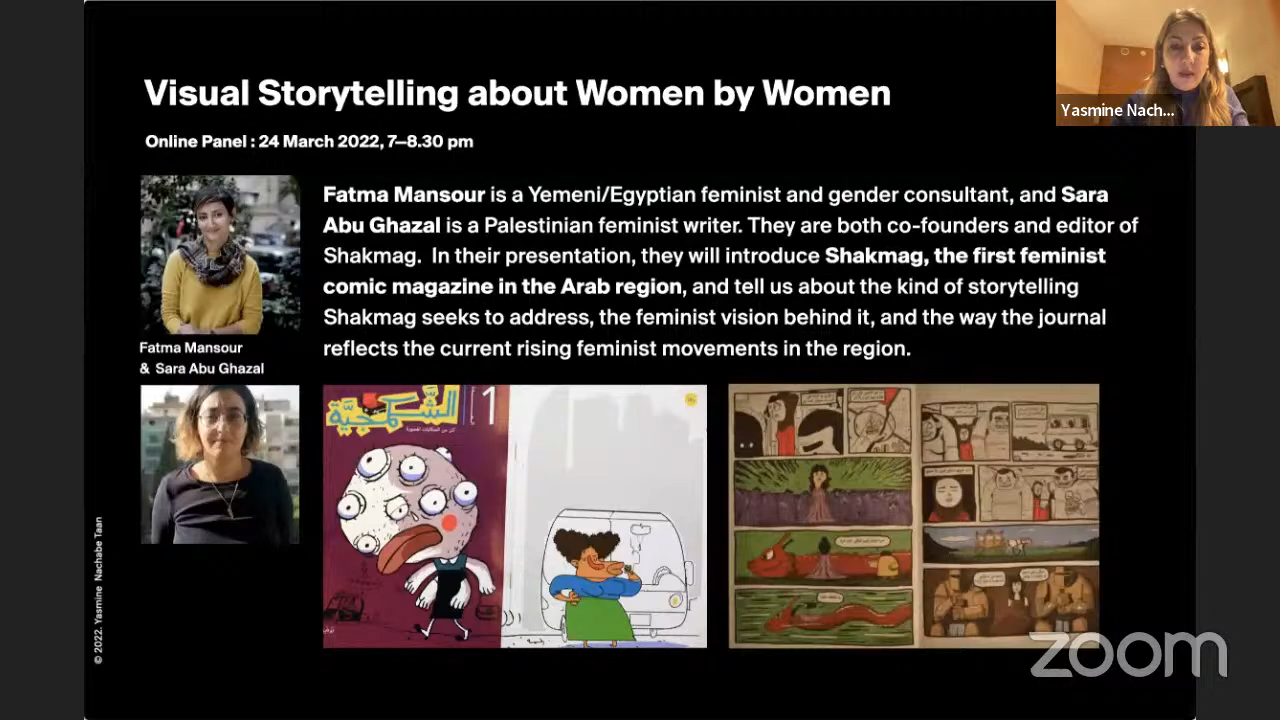 Visual Storytelling about Women by Women
Online Panel : 24 March 2022, 7–8.30 pm
Yasmine Nach...
Fatma Mansour is a Yemeni/Egyptian feminist and gender consultant, and Sara
Abu Ghazal is a Palestinian feminist writer. They are both co-founders and editor of
Shakmag. In their presentation, they will introduce Shakmag, the first feminist
comic magazine in the Arab region, and tell us about the kind of storytelling
Shakmag seeks to address, the feminist vision behind it, and the way the journal
reflects the current rising feminist movements in the region.
Fatma Mansour
& Sara Abu Ghazal
الشكمجيّة
1
© 2022. Yasmine Nachabe Taan
zoom